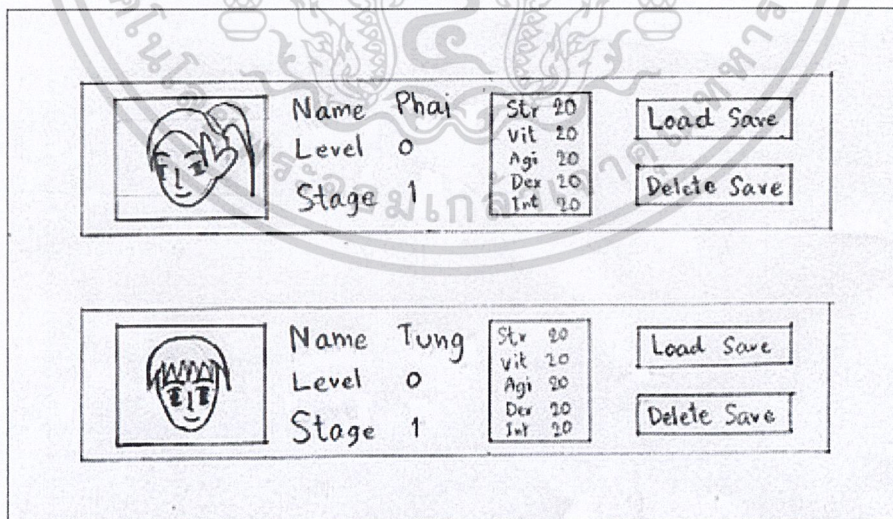 Name Phai
Level 0
Stage 1
Str 20
Vit 20
Agi 20
Dex 20
Int 20
Load Save
Delete Save
Name Tung
Level 0
Stage 1
Str 20
Vit 20
Agi 20
Dex 20
Int 20
Load Save
Delete Save